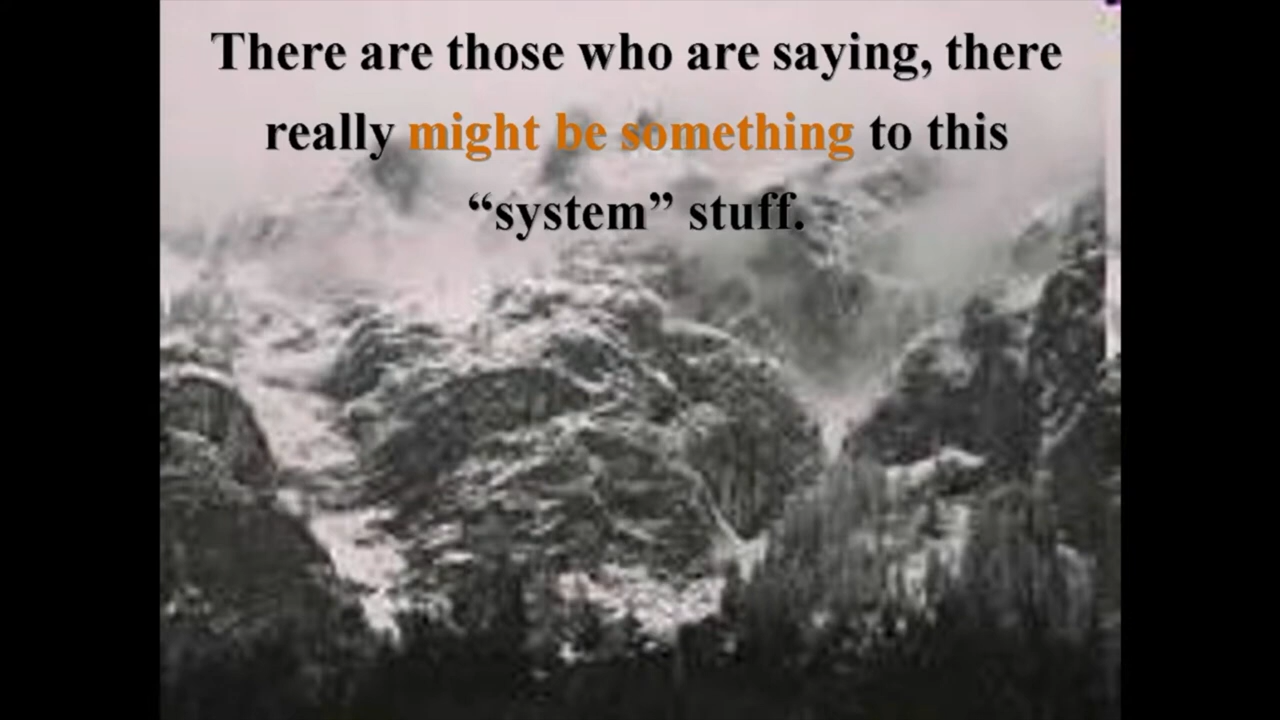 There are those who are saying, there
really might be something to this
“system” stuff.